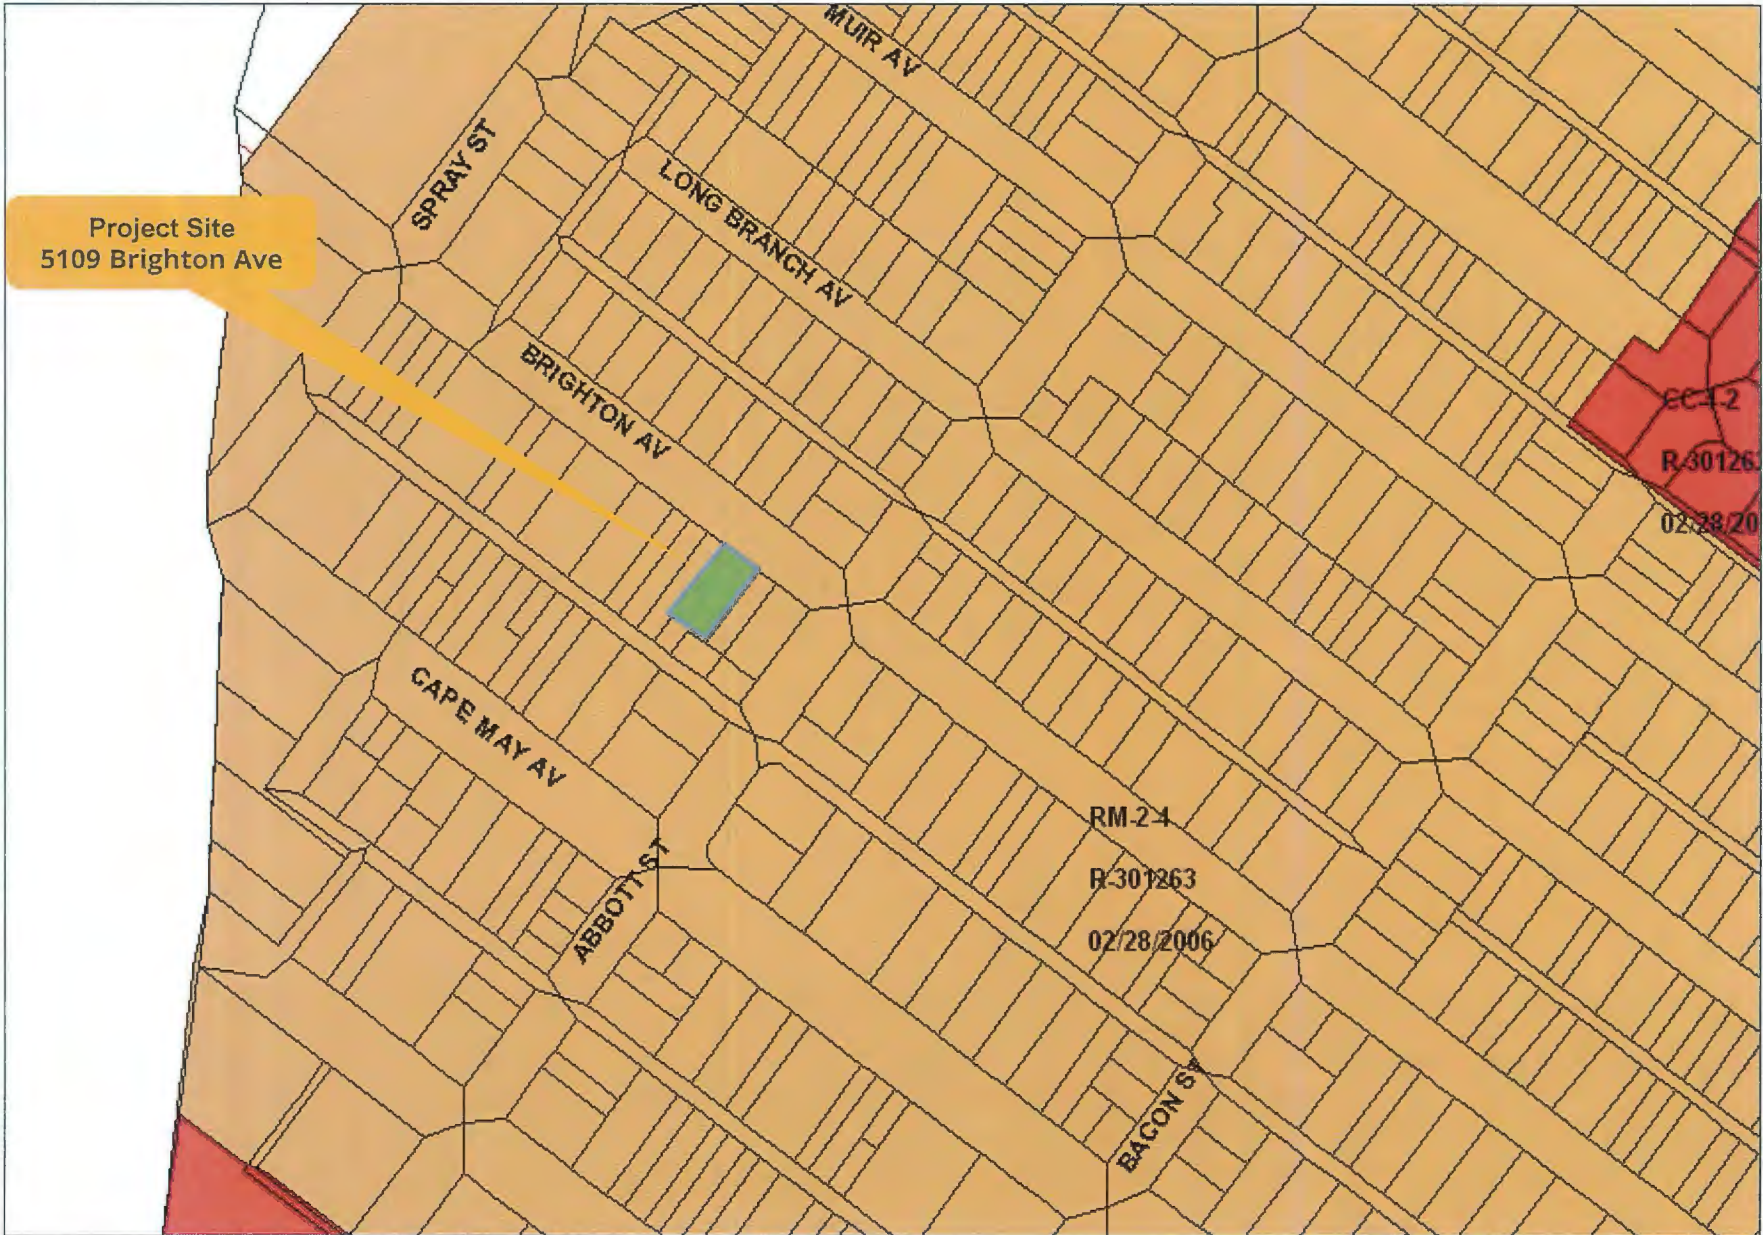 MUIR AV
SPRAY ST
LONG BRANCH AV
Project Site
5109 Brighton Ave
BRIGHTON AV
CC-4-2
R-301263
02/28/20
CAPE MAY AV
RM-2-4
R-301263
02/28/2006
ABBOTT ST
BACON ST